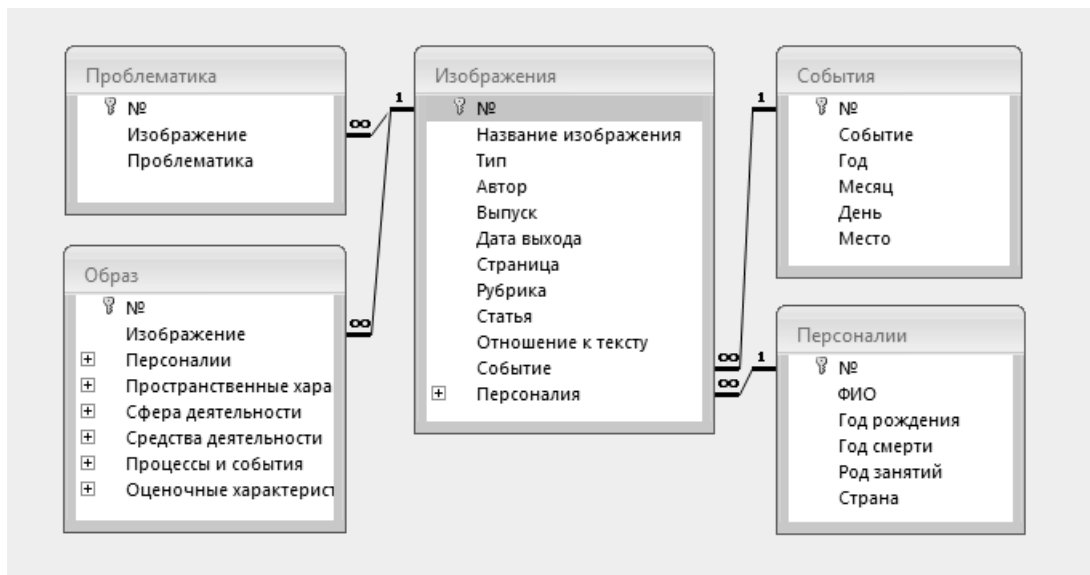 Проблематика
№
Изображение
Проблематика
Образ
№
Изображение
Персоналии
Пространственные хара
Сфера деятельности
Средства деятельности
Процессы и события
Оценочные характерист
Изображения
№
Название изображения
Тип
Автор
Выпуск
Дата выхода
Страница
Рубрика
Статья
Отношение к тексту
Событие
Персоналия
События
№
Событие
Год
Месяц
День
Место
Персоналии
№
ФИО
Год рождения
Год смерти
Род занятий
Страна
1
∞
∞
1
∞
1
∞